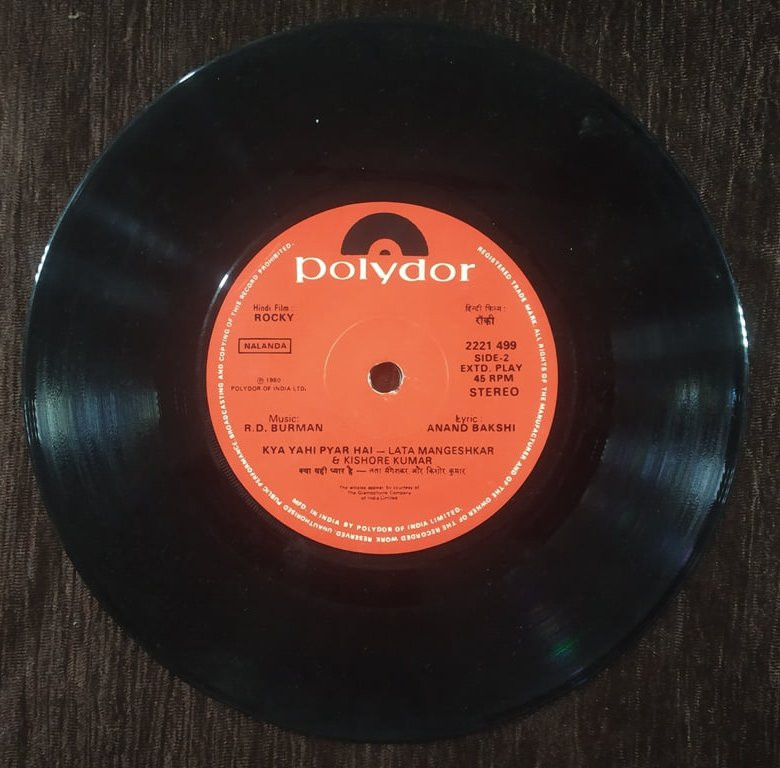 polydor
Hindi Film:
ROCKY
हिन्दी फिल्म:
रॉकी
NALANDA
2221 499
SIDE-2
EXTD. PLAY
45 RPM
STEREO
℗ 1980
POLYDOR OF INDIA LTD.
Music:
R.D. BURMAN
Lyric:
ANAND BAKSHI
KYA YAHI PYAR HAI — LATA MANGESHKAR
& KISHORE KUMAR
क्या यही प्यार है — लता मंगेशकर और किशोर कुमार
The artistes appear by courtesy of
The Gramophone Company
of India Limited
REGISTERED TRADE MARK. ALL RIGHTS OF THE MANUFACTURER AND OF THE OWNER OF THE RECORDED WORK RESERVED. UNAUTHORISED PUBLIC PERFORMANCE BROADCASTING AND COPYING OF THIS RECORD PROHIBITED.
MADE IN INDIA BY POLYDOR OF INDIA LIMITED.